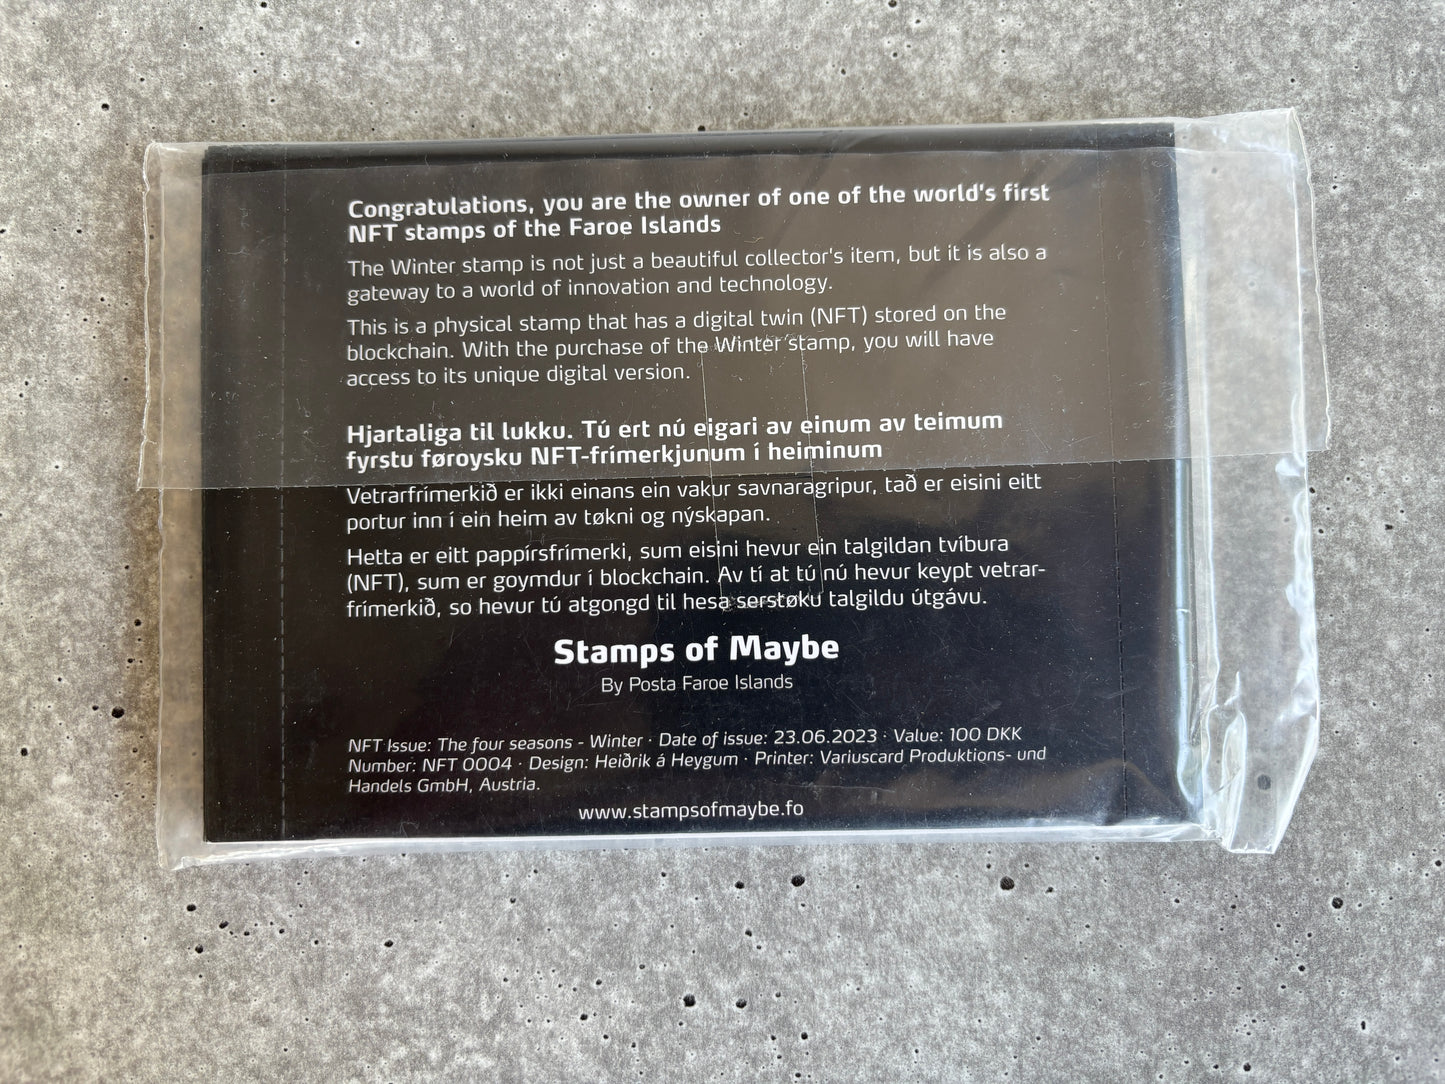 Congratulations, you are the owner of one of the world's first
NFT stamps of the Faroe Islands
The Winter stamp is not just a beautiful collector's item, but it is also a
gateway to a world of innovation and technology.
This is a physical stamp that has a digital twin (NFT) stored on the
blockchain. With the purchase of the Winter stamp, you will have
access to its unique digital version.
Hjartaliga til lukku. Tú ert nú eigari av einum av teimum
fyrstu føroysku NFT-frímerkjunum í heiminum
Vetrarfrímerkið er ikki einans ein vakur savnaragripur, tað er eisini eitt
portur inn í ein heim av tøkni og nýskapan.
Hetta er eitt pappírsfrímerki, sum eisini hevur ein talgildan tvíbura
(NFT), sum er goymdur í blockchain. Av tí at tú nú hevur keypt vetrar-
frímerkið, so hevur tú atgongd til hesa serstøku talgildu útgávu.
Stamps of Maybe
By Posta Faroe Islands
NFT Issue: The four seasons - Winter · Date of issue: 23.06.2023 · Value: 100 DKK
Number: NFT 0004 · Design: Heiðrik á Heygum · Printer: Variuscard Produktions- und
Handels GmbH, Austria.
www.stampsofmaybe.fo